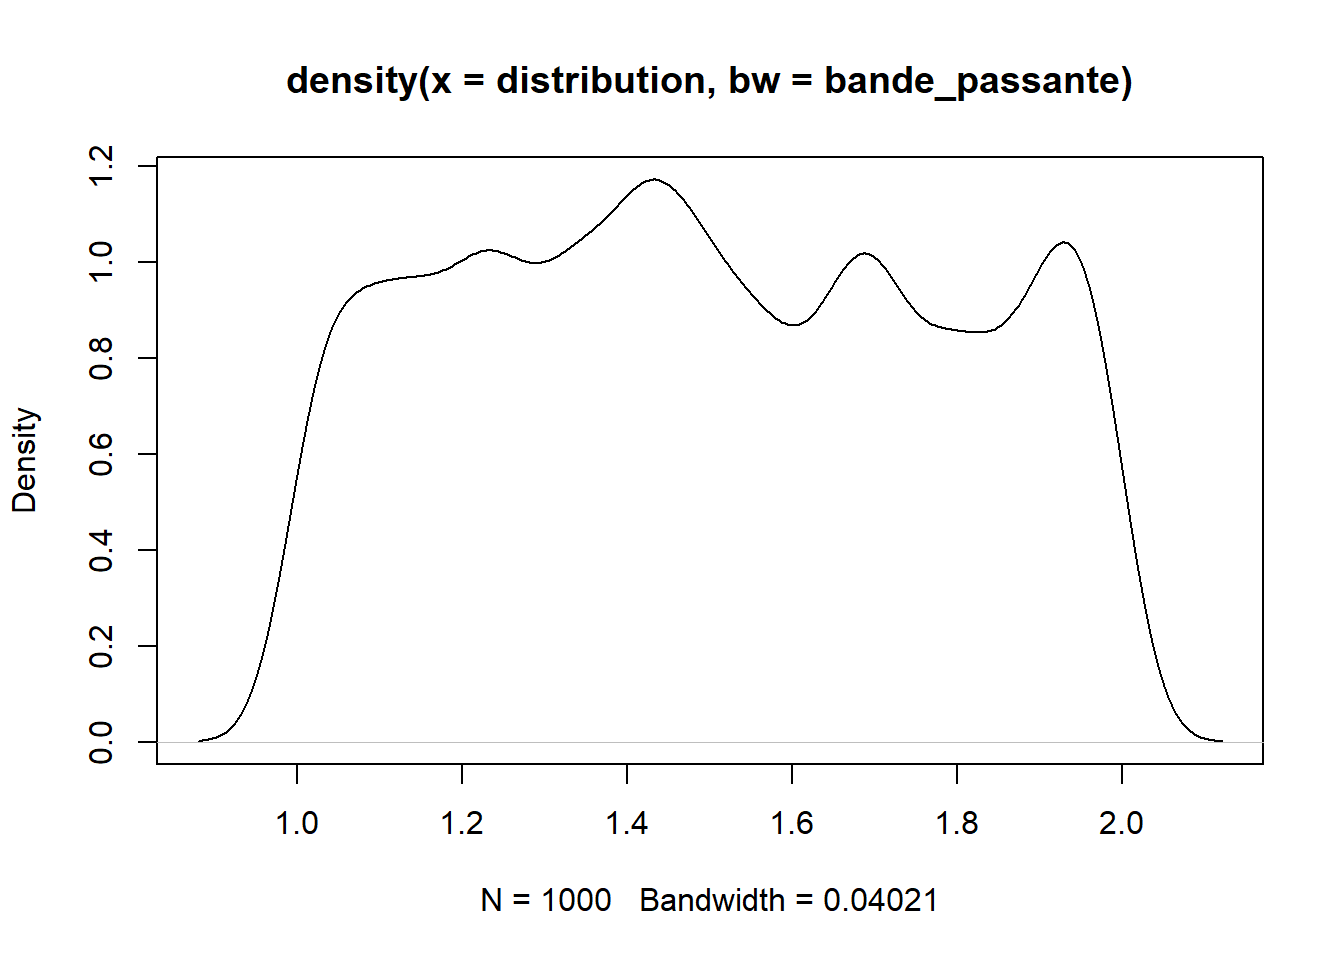 density(x = distribution, bw = bande_passante)
Density
1.2
1.0
0.8
0.6
0.4
0.2
0.0
1.0 1.2 1.4 1.6 1.8 2.0
N = 1000 Bandwidth = 0.04021